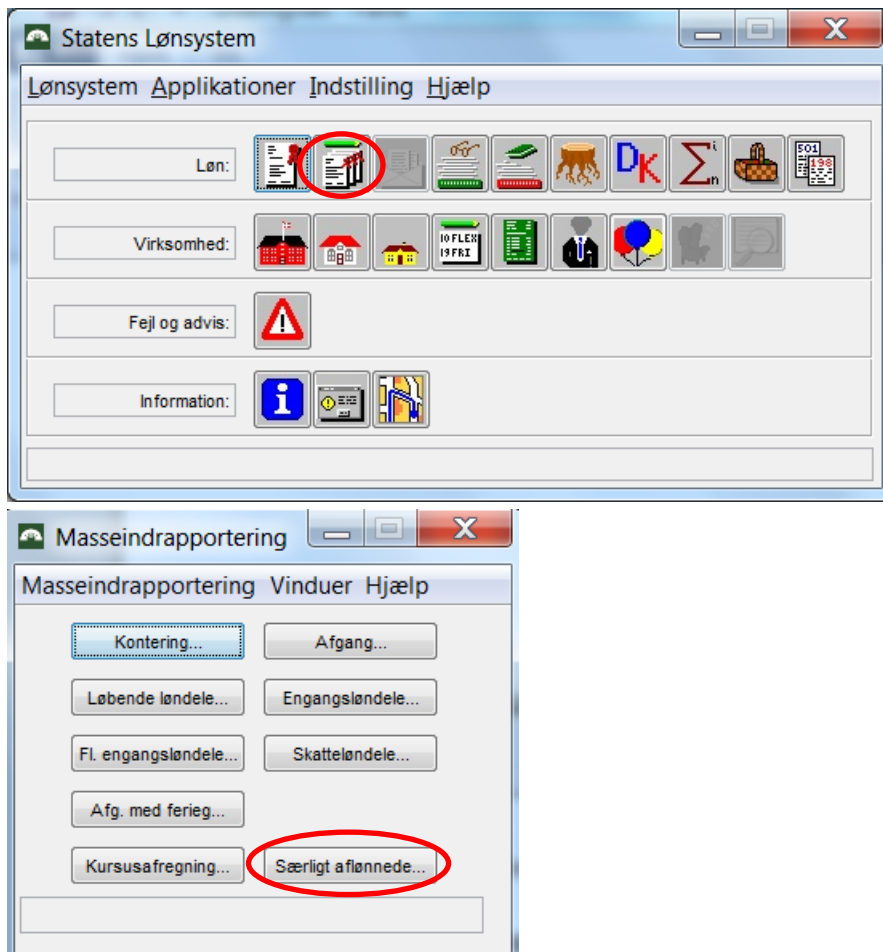 Statens Lønsystem
Lønsystem Applikationer Indstilling Hjælp
Løn:
DK
Σ i n
501
198
Virksomhed:
10 FLEX
19 FRI
Fejl og advis:
Information:
i
Masseindrapportering
Masseindrapportering Vinduer Hjælp
Kontering... Afgang...
Løbende løndele... Engangsløndele...
Fl. engangsløndele... Skatteløndele...
Afg. med ferieg...
Kursusafregning... Særligt aflønnede...